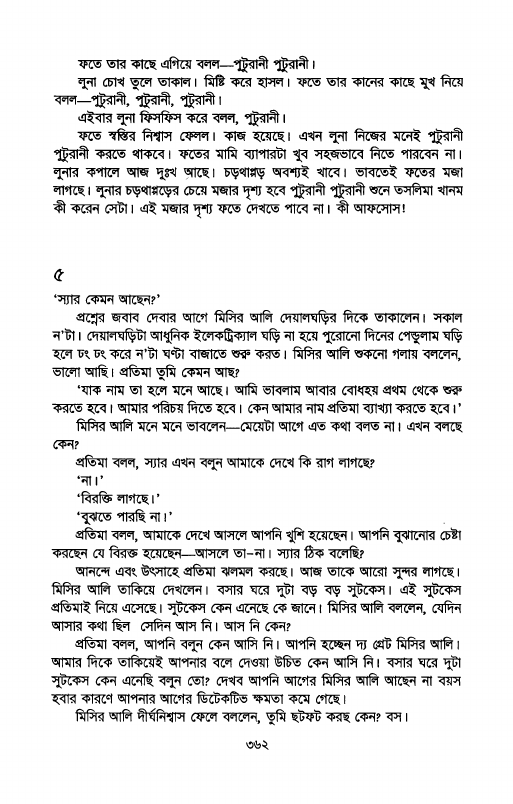 ফতে তার কাছে এগিয়ে বলল—পুটুরানী পুটুরানী।
লুনা চোখ তুলে তাকাল। মিষ্টি করে হাসল। ফতে তার কানের কাছে মুখ নিয়ে
বলল—পুটুরানী, পুটুরানী, পুটুরানী।
এইবার লুনা ফিসফিস করে বলল, পুটুরানী।
ফতে স্বস্তির নিশ্বাস ফেলল। কাজ হয়েছে। এখন লুনা নিজের মনেই পুটুরানী
পুটুরানী করতে থাকবে। ফতের মামি ব্যাপারটা খুব সহজভাবে নিতে পারবেন না।
লুনার কপালে আজ দুঃখ আছে। চড়থাপ্পড় অবশ্যই খাবে। ভাবতেই ফতের মজা
লাগছে। লুনার চড়থাপ্পড়ের চেয়ে মজার দৃশ্য হবে পুটুরানী পুটুরানী শুনে তসলিমা খানম
কী করেন সেটা। এই মজার দৃশ্য ফতে দেখতে পাবে না। কী আফসোস!
৫
‘স্যার কেমন আছেন?’
প্রশ্নের জবাব দেবার আগে মিসির আলি দেয়ালঘড়ির দিকে তাকালেন। সকাল
ন’টা। দেয়ালঘড়িটা আধুনিক ইলেকট্রিক্যাল ঘড়ি না হয়ে পুরোনো দিনের পেন্ডুলাম ঘড়ি
হলে ঢং ঢং করে ন’টা ঘণ্টা বাজাতে শুরু করত। মিসির আলি শুকনো গলায় বললেন,
ভালো আছি। প্রতিমা তুমি কেমন আছ?
‘যাক নাম তা হলে মনে আছে। আমি ভাবলাম আবার বোধহয় প্রথম থেকে শুরু
করতে হবে। আমার পরিচয় দিতে হবে। কেন আমার নাম প্রতিমা ব্যাখ্যা করতে হবে।’
মিসির আলি মনে মনে ভাবলেন—মেয়েটা আগে এত কথা বলত না। এখন বলছে
কেন?
প্রতিমা বলল, স্যার এখন বলুন আমাকে দেখে কি রাগ লাগছে?
‘না।’
‘বিরক্তি লাগছে।’
‘বুঝতে পারছি না।’
প্রতিমা বলল, আমাকে দেখে আসলে আপনি খুশি হয়েছেন। আপনি বুঝানোর চেষ্টা
করছেন যে বিরক্ত হয়েছেন—আসলে তা-না। স্যার ঠিক বলেছি?
আনন্দে এবং উৎসাহে প্রতিমা ঝলমল করছে। আজ তাকে আরো সুন্দর লাগছে।
মিসির আলি তাকিয়ে দেখলেন। বসার ঘরে দুটা বড় বড় সুটকেস। এই সুটকেস
প্রতিমাই নিয়ে এসেছে। সুটকেস কেন এনেছে কে জানে। মিসির আলি বললেন, যেদিন
আসার কথা ছিল সেদিন আস নি। আস নি কেন?
প্রতিমা বলল, আপনি বলুন কেন আসি নি। আপনি হচ্ছেন দ্য গ্রেট মিসির আলি।
আমার দিকে তাকিয়েই আপনার বলে দেওয়া উচিত কেন আসি নি। বসার ঘরে দুটা
সুটকেস কেন এনেছি বলুন তো? দেখব আপনি আগের মিসির আলি আছেন না বয়স
হবার কারণে আপনার আগের ডিটেকটিভ ক্ষমতা কমে গেছে।
মিসির আলি দীর্ঘনিশ্বাস ফেলে বললেন, তুমি ছটফট করছ কেন? বস।
৩৬২